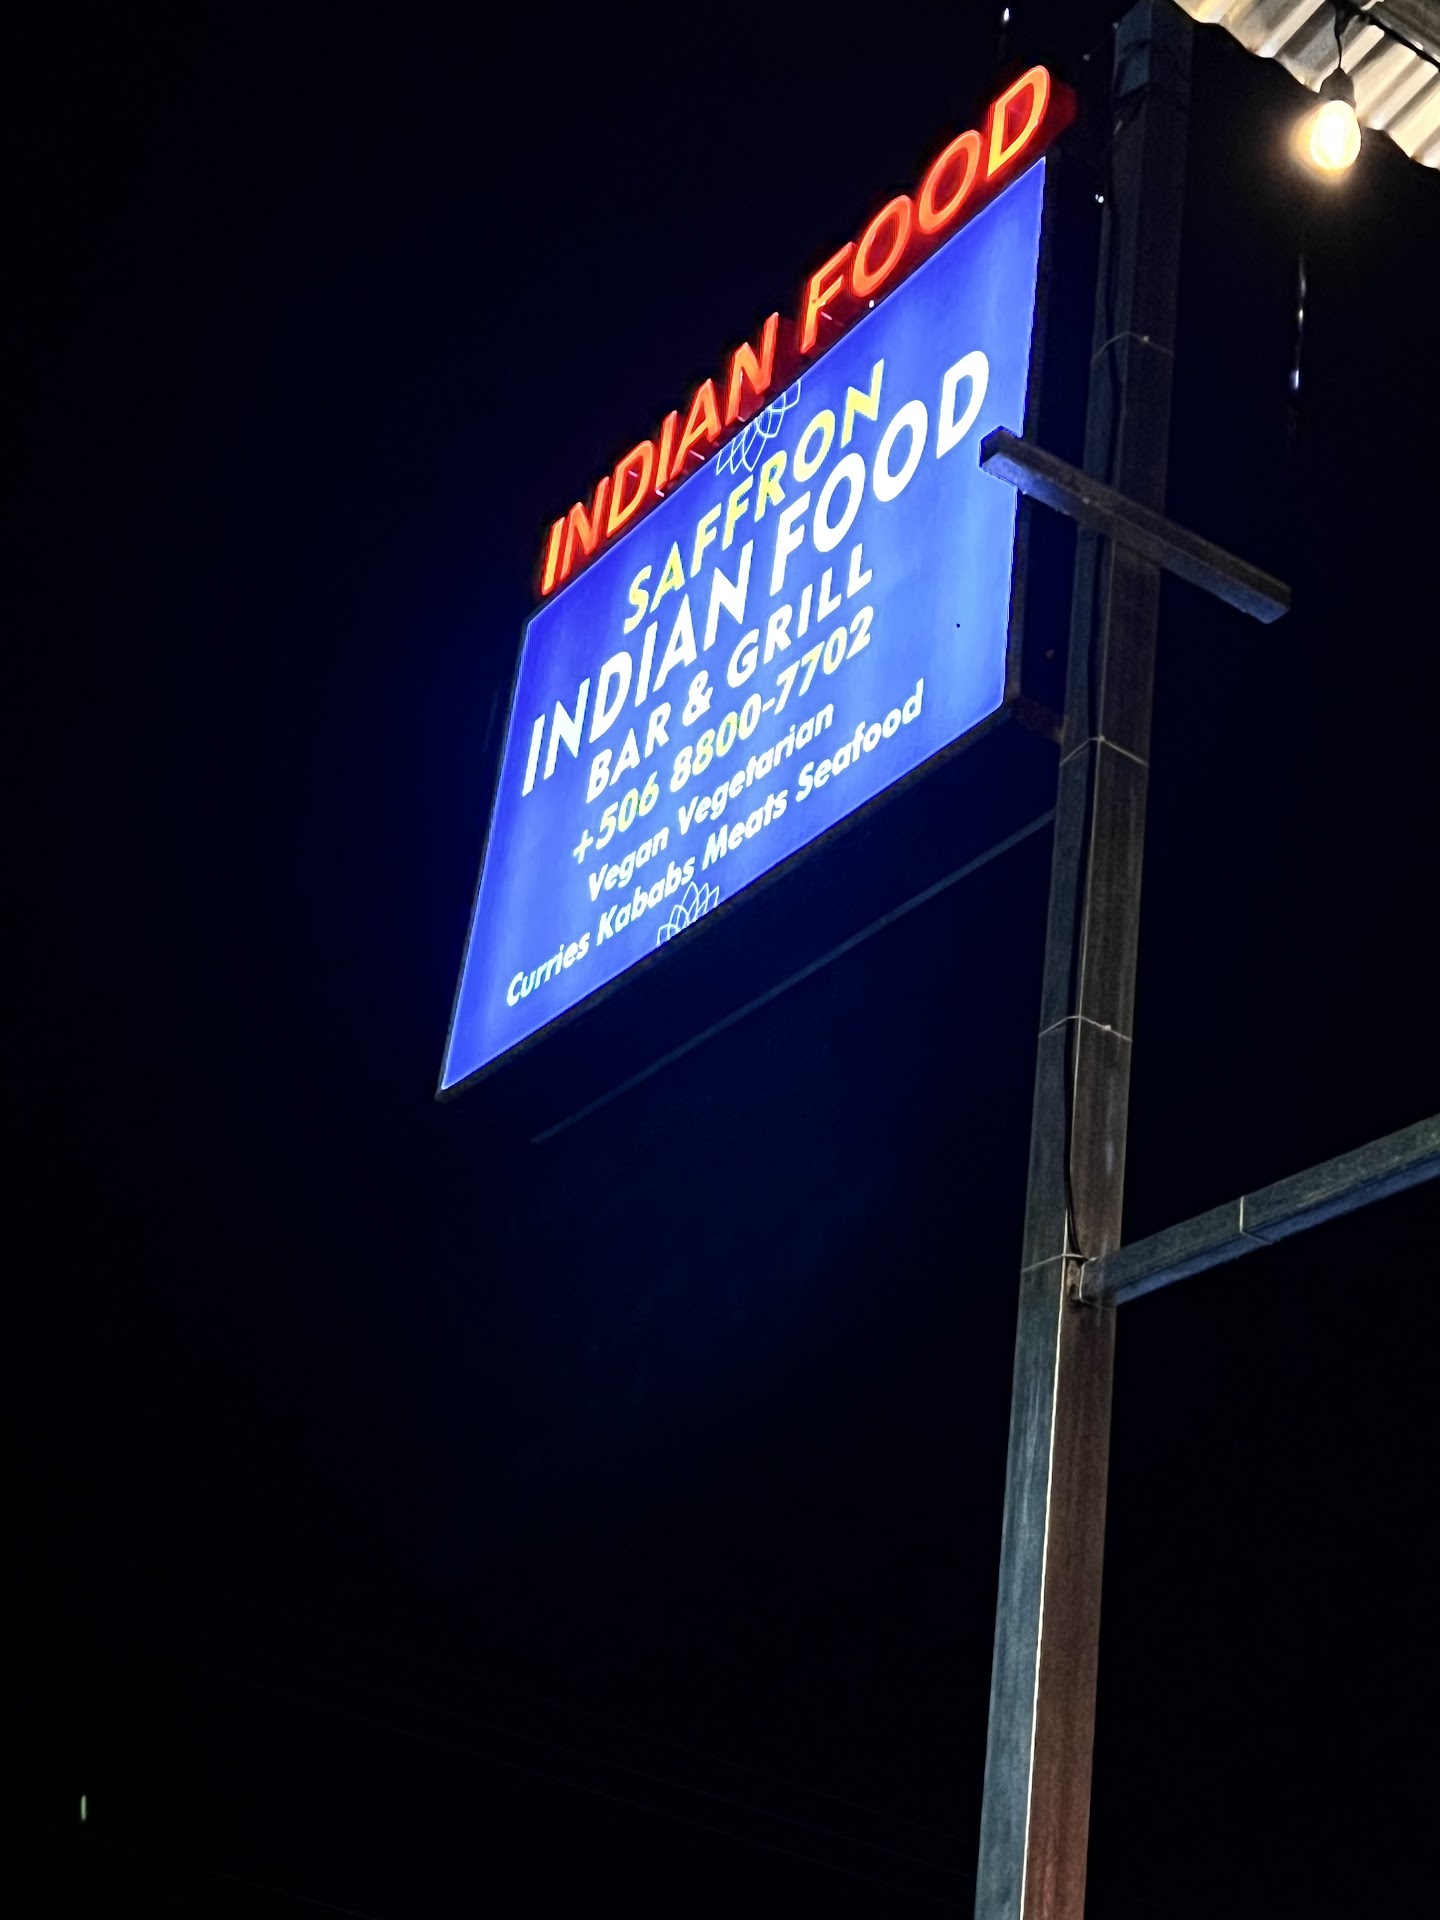 INDIAN FOOD
SAFFRON
INDIAN FOOD
BAR & GRILL
+506 8800-7702
Vegan Vegetarian
Curries Kababs Meats Seafood